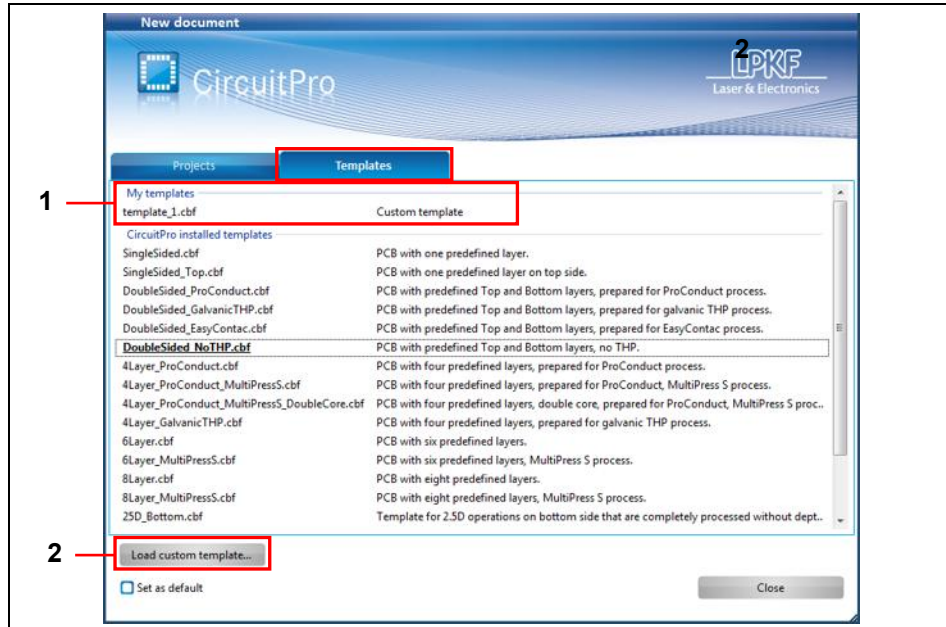 New document
2
CircuitPro
LPKF
Laser & Electronics
Projects Templates
1
My templates
template_1.cbf Custom template
CircuitPro installed templates
SingleSided.cbf PCB with one predefined layer.
SingleSided_Top.cbf PCB with one predefined layer on top side.
DoubleSided_ProConduct.cbf PCB with predefined Top and Bottom layers, prepared for ProConduct process.
DoubleSided_GalvanicTHP.cbf PCB with predefined Top and Bottom layers, prepared for galvanic THP process.
DoubleSided_EasyContac.cbf PCB with predefined Top and Bottom layers, prepared for EasyContac process.
DoubleSided_NoTHP.cbf PCB with predefined Top and Bottom layers, no THP.
4Layer_ProConduct.cbf PCB with four predefined layers, prepared for ProConduct process.
4Layer_ProConduct_MultiPressS.cbf PCB with four predefined layers, prepared for ProConduct, MultiPress S process.
4Layer_ProConduct_MultiPressS_DoubleCore.cbf PCB with four predefined layers, double core, prepared for ProConduct, MultiPress S proc..
4Layer_GalvanicTHP.cbf PCB with four predefined layers, prepared for galvanic THP process.
6Layer.cbf PCB with six predefined layers.
6Layer_MultiPressS.cbf PCB with six predefined layers, MultiPress S process.
8Layer.cbf PCB with eight predefined layers.
8Layer_MultiPressS.cbf PCB with eight predefined layers, MultiPress S process.
25D_Bottom.cbf Template for 2.5D operations on bottom side that are completely processed without dept..
2
Load custom template...
Set as default Close